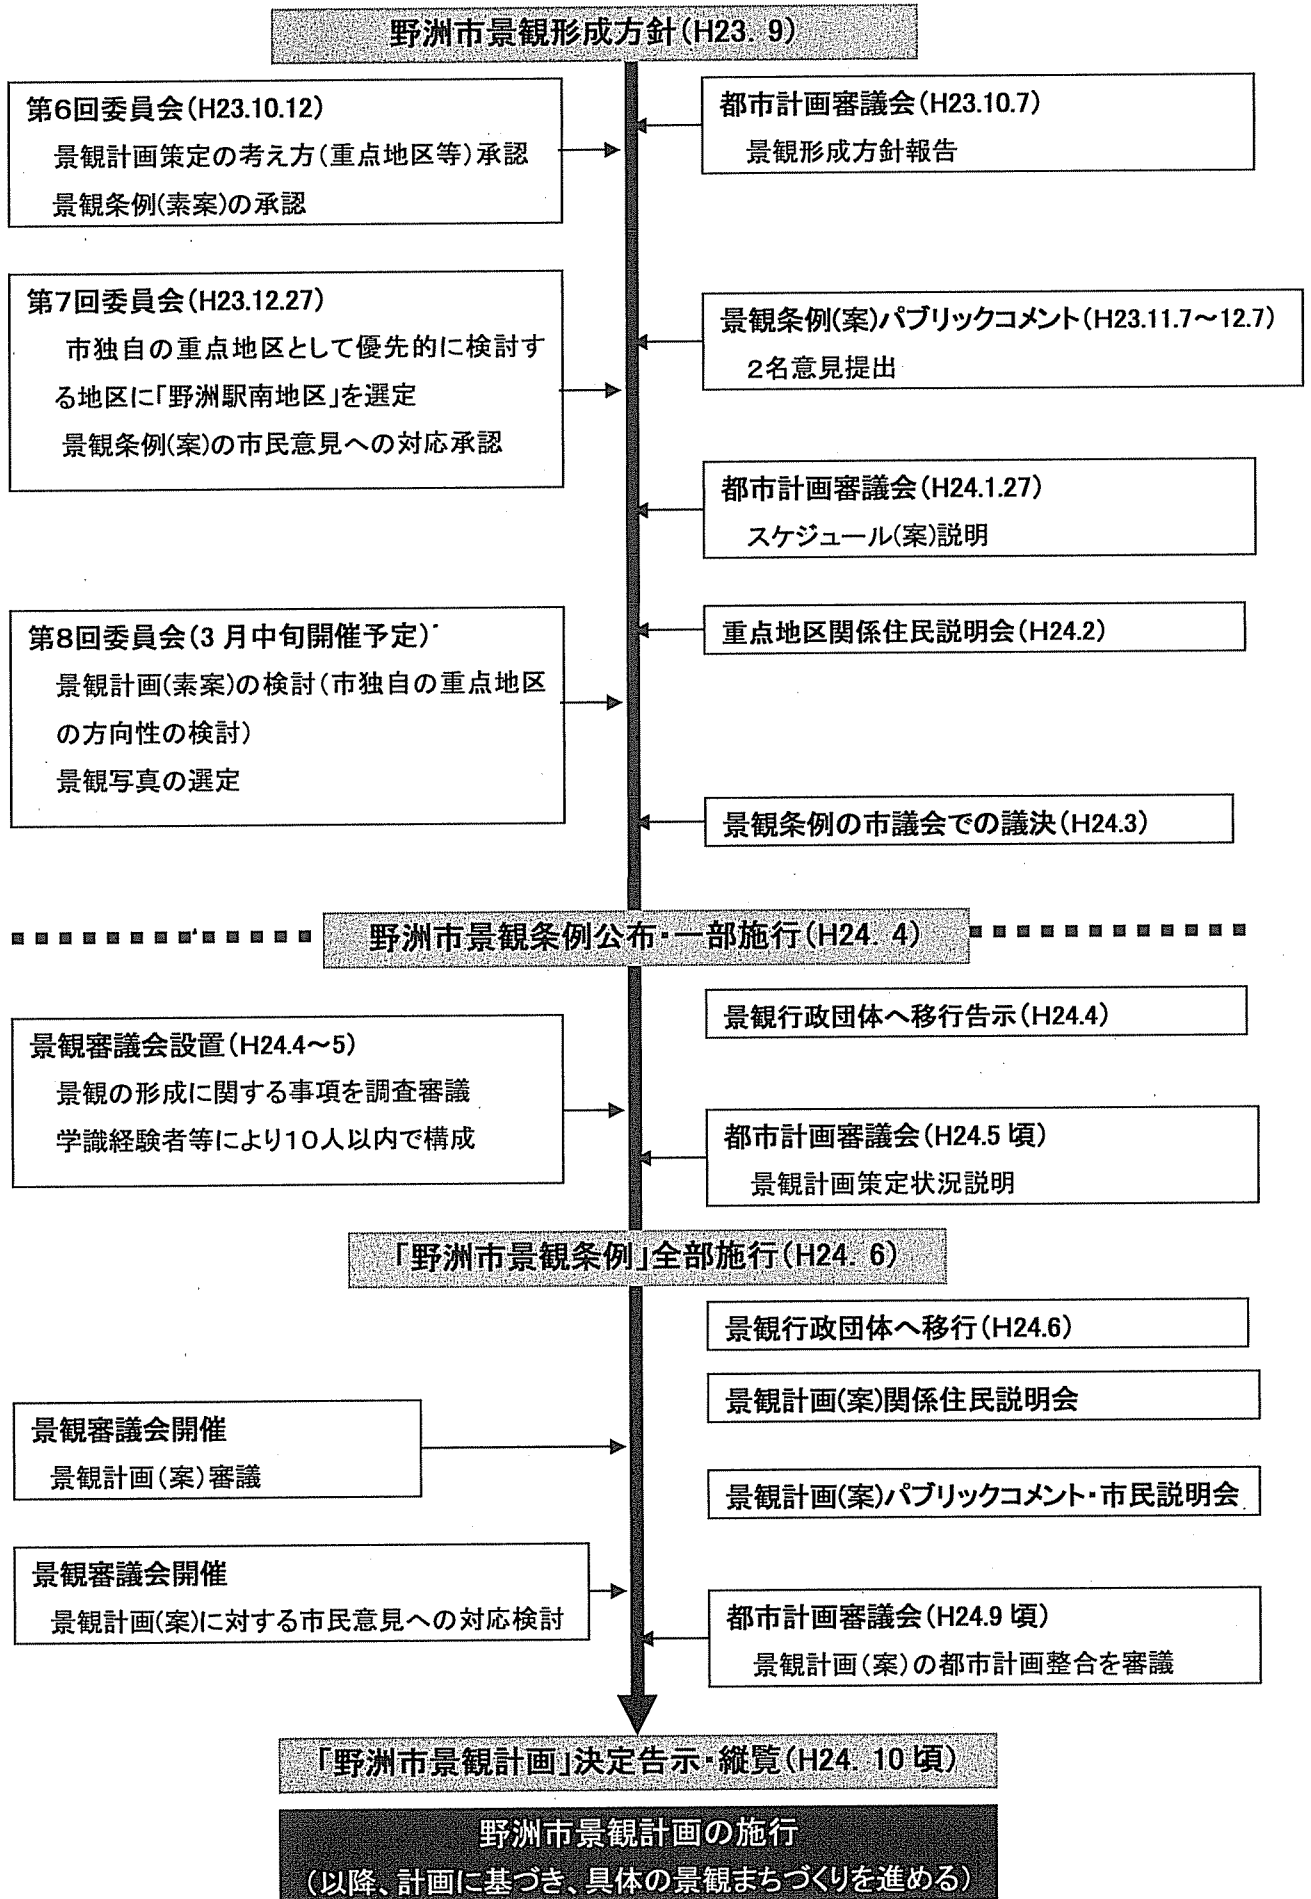 野洲市景観形成方針(H23. 9)
第6回委員会(H23.10.12)
景観計画策定の考え方(重点地区等)承認
景観条例(素案)の承認
都市計画審議会(H23.10.7)
景観形成方針報告
第7回委員会(H23.12.27)
市独自の重点地区として優先的に検討す
る地区に「野洲駅南地区」を選定
景観条例(案)の市民意見への対応承認
景観条例(案)パブリックコメント(H23.11.7～12.7)
2名意見提出
都市計画審議会(H24.1.27)
スケジュール(案)説明
第8回委員会(3月中旬開催予定)
景観計画(素案)の検討(市独自の重点地区
の方向性の検討)
景観写真の選定
重点地区関係住民説明会(H24.2)
景観条例の市議会での議決(H24.3)
野洲市景観条例公布・一部施行(H24. 4)
景観行政団体へ移行告示(H24.4)
景観審議会設置(H24.4～5)
景観の形成に関する事項を調査審議
学識経験者等により10人以内で構成
都市計画審議会(H24.5頃)
景観計画策定状況説明
「野洲市景観条例」全部施行(H24. 6)
景観行政団体へ移行(H24.6)
景観計画(案)関係住民説明会
景観審議会開催
景観計画(案)審議
景観計画(案)パブリックコメント・市民説明会
景観審議会開催
景観計画(案)に対する市民意見への対応検討
都市計画審議会(H24.9頃)
景観計画(案)の都市計画整合を審議
「野洲市景観計画」決定告示・縦覧(H24. 10頃)
野洲市景観計画の施行
(以降、計画に基づき、具体の景観まちづくりを進める)